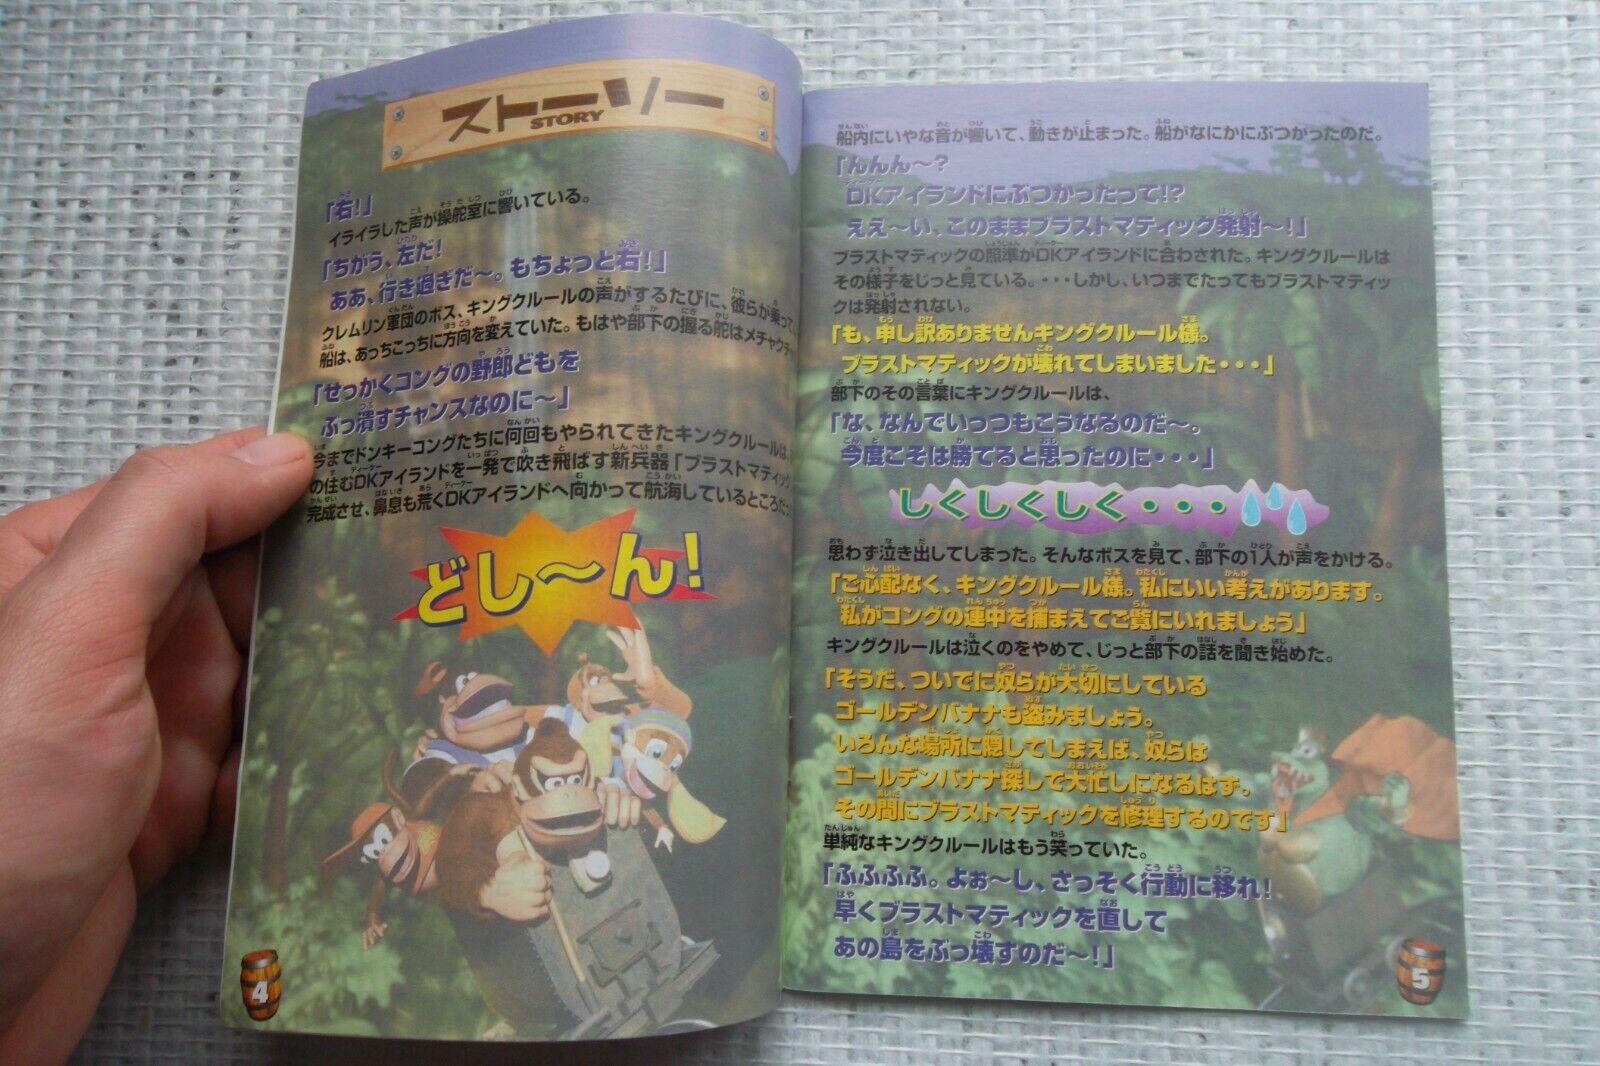 ストーリー
STORY
「右！」
イライラした声が操舵室に響いている。
「ちがう、左だ！
ああ、行き過ぎだ〜。もちょっと右！」
クレムリン軍団のボス、キングクルールの声がするたびに、彼らが乗ってい
船は、あっちこっちに方向を変えていた。もはや部下の握る舵はメチャクチャ
「せっかくコングの野郎どもを
ぶっ潰すチャンスなのに〜」
今までドンキーコングたちに何回もやられてきたキングクルールは、
の住むDKアイランドを一発で吹き飛ばす新兵器「ブラストマティック
完成させ、鼻息も荒くDKアイランドへ向かって航海しているところだっ
どし〜ん！
4
船内にいやな音が響いて、動きが止まった。船がなにかにぶつかったのだ。
「んんん〜？
DKアイランドにぶつかったって！？
ええ〜い、このままブラストマティック発射〜！」
ブラストマティックの照準がDKアイランドに合わされた。キングクルールは
その様子をじっと見ている。・・・しかし、いつまでたってもブラストマティッ
クは発射されない。
「も、申し訳ありませんキングクルール様。
ブラストマティックが壊れてしまいました・・・」
部下のその言葉にキングクルールは、
「な、なんでいっつもこうなるのだ〜。
今度こそは勝てると思ったのに・・・」
しくしくしく・・・
思わず泣き出してしまった。そんなボスを見て、部下の1人が声をかける。
「ご心配なく、キングクルール様。私にいい考えがあります。
私がコングの連中を捕まえてご覧にいれましょう」
キングクルールは泣くのをやめて、じっと部下の話を聞き始めた。
「そうだ、ついでに奴らが大切にしている
ゴールデンバナナも盗みましょう。
いろんな場所に隠してしまえば、奴らは
ゴールデンバナナ探しで大忙しになるはず。
その間にブラストマティックを修理するのです」
単純なキングクルールはもう笑っていた。
「ふふふふ。よぉ〜し、さっそく行動に移れ！
早くブラストマティックを直して
あの島をぶっ壊すのだ〜！」
5